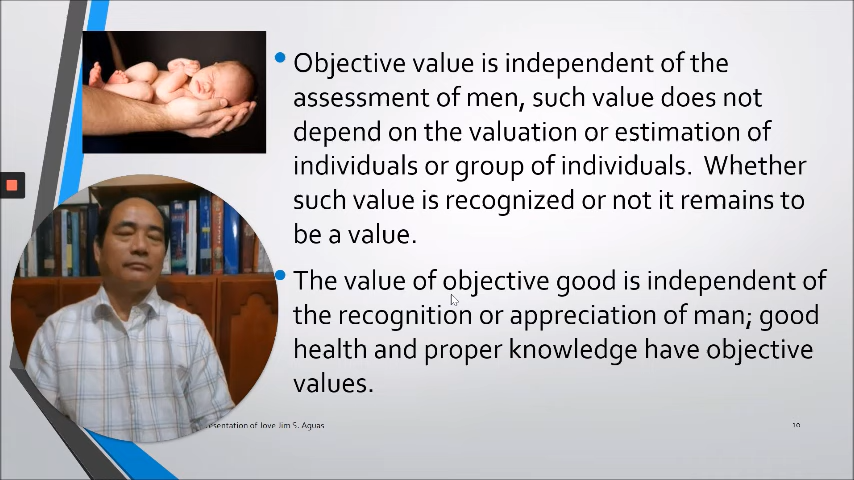 Objective value is independent of the
assessment of men, such value does not
depend on the valuation or estimation of
individuals or group of individuals.  Whether
such value is recognized or not it remains to
be a value.
The value of objective good is independent of
the recognition or appreciation of man; good
health and proper knowledge have objective
values.
of Jove Jim S. Aguas
10